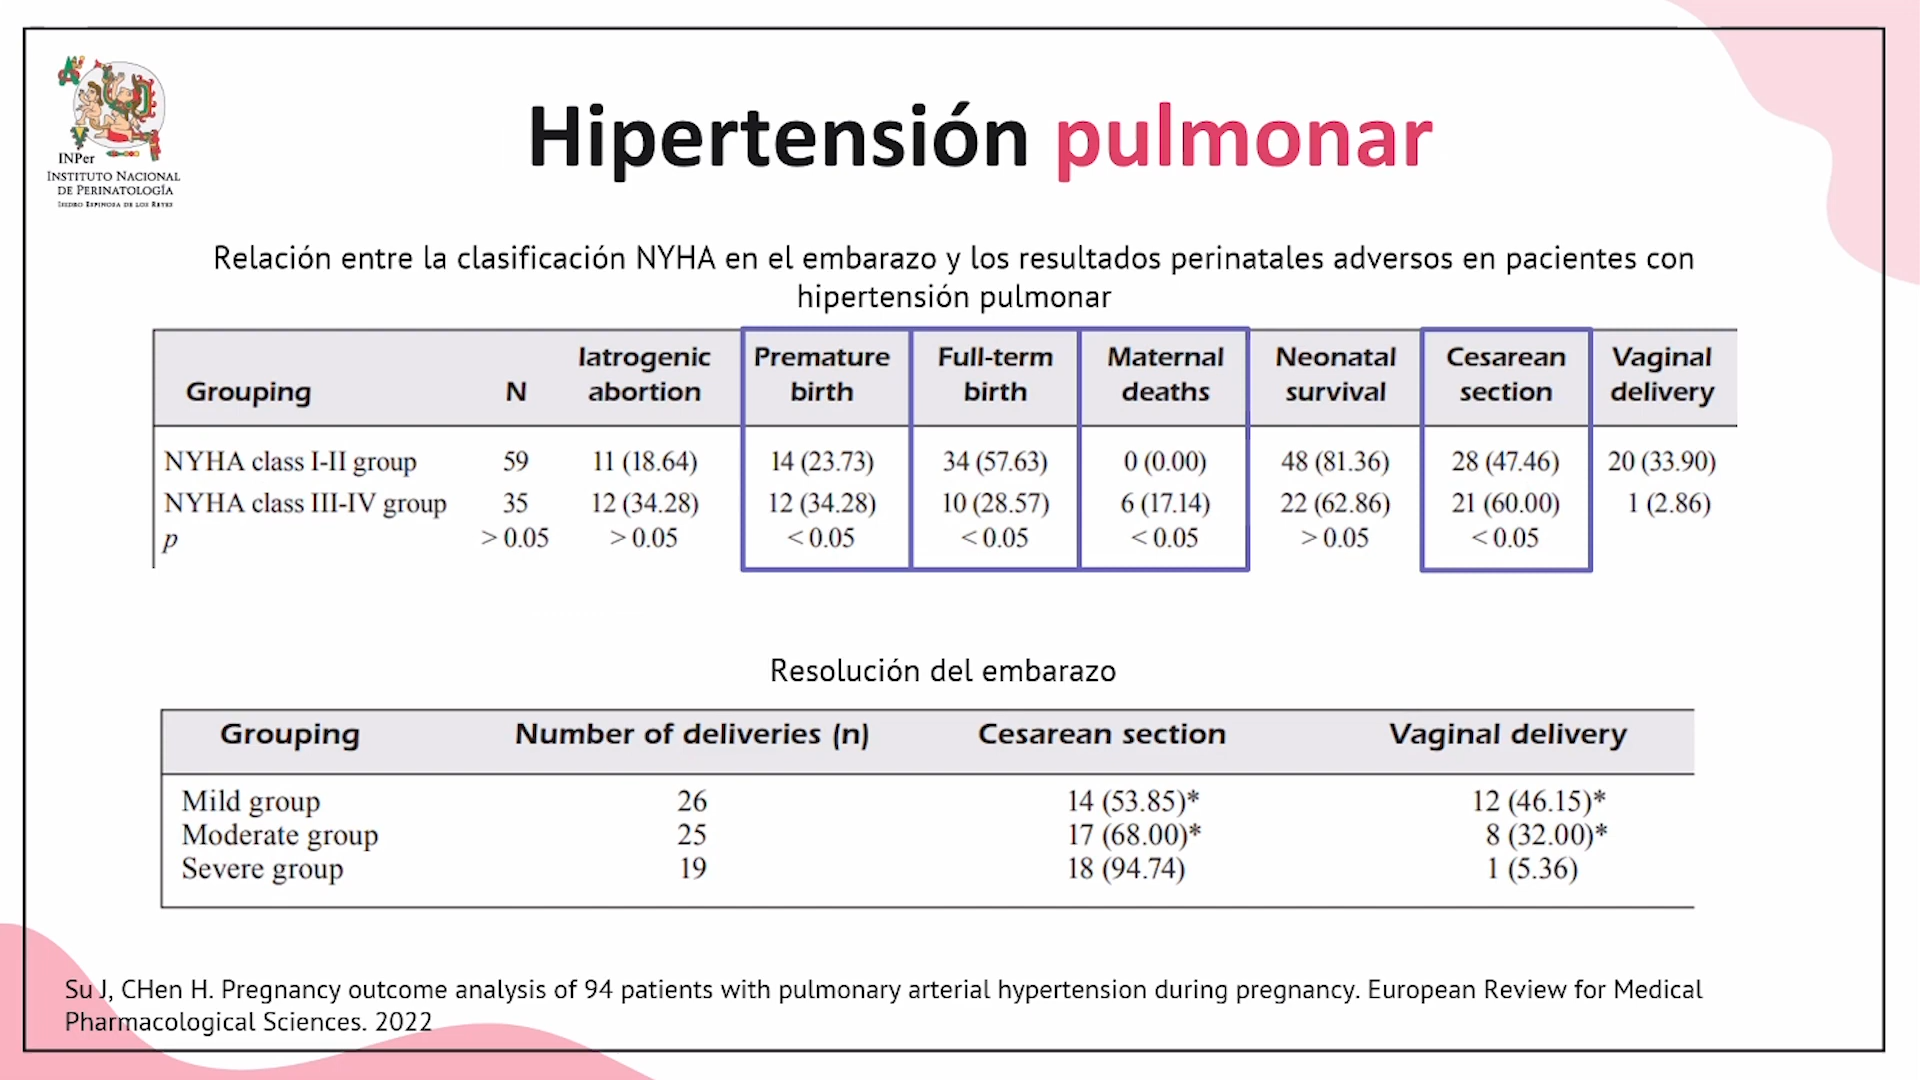 INPer
INSTITUTO NACIONAL
DE PERINATOLOGÍA
ISIDRO ESPINOSA DE LOS REYES
Hipertensión pulmonar
Relación entre la clasificación NYHA en el embarazo y los resultados perinatales adversos en pacientes con
hipertensión pulmonar
Grouping N Iatrogenic abortion Premature birth Full-term birth Maternal deaths Neonatal survival Cesarean section Vaginal delivery
NYHA class I-II group 59 11 (18.64) 14 (23.73) 34 (57.63) 0 (0.00) 48 (81.36) 28 (47.46) 20 (33.90)
NYHA class III-IV group 35 12 (34.28) 12 (34.28) 10 (28.57) 6 (17.14) 22 (62.86) 21 (60.00) 1 (2.86)
p > 0.05 > 0.05 < 0.05 < 0.05 < 0.05 > 0.05 < 0.05
Resolución del embarazo
Grouping Number of deliveries (n) Cesarean section Vaginal delivery
Mild group 26 14 (53.85)* 12 (46.15)*
Moderate group 25 17 (68.00)* 8 (32.00)*
Severe group 19 18 (94.74) 1 (5.36)
Su J, CHen H. Pregnancy outcome analysis of 94 patients with pulmonary arterial hypertension during pregnancy. European Review for Medical
Pharmacological Sciences. 2022